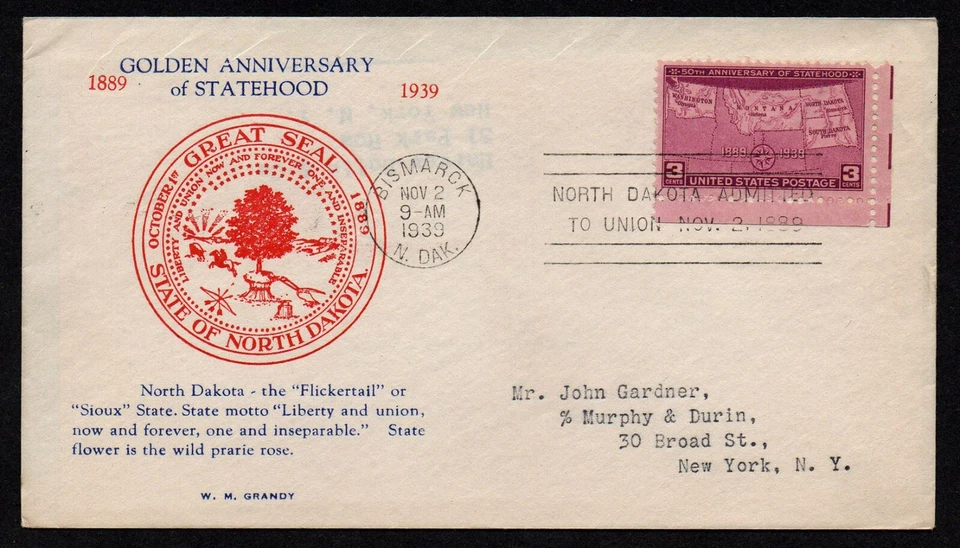 GOLDEN ANNIVERSARY
1889 of STATEHOOD 1939
GREAT SEAL
OCTOBER 1ST 1889
STATE OF NORTH DAKOTA.
LIBERTY AND UNION NOW AND FOREVER ONE AND INSEPARABLE
BISMARCK
NOV 2
9-AM
1939
N. DAK.
50TH ANNIVERSARY OF STATEHOOD
WASHINGTON
Olympia
MONTANA
Helena
NORTH DAKOTA
Bismarck
SOUTH DAKOTA
Pierre
1889 1939
3 CENTS UNITED STATES POSTAGE 3 CENTS
NORTH DAKOTA ADMITTED
TO UNION NOV. 2, 1889
North Dakota - the "Flickertail" or
"Sioux" State. State motto "Liberty and union,
now and forever, one and inseparable." State
flower is the wild prarie rose.
W. M. GRANDY
Mr. John Gardner,
% Murphy & Durin,
30 Broad St.,
New York, N. Y.